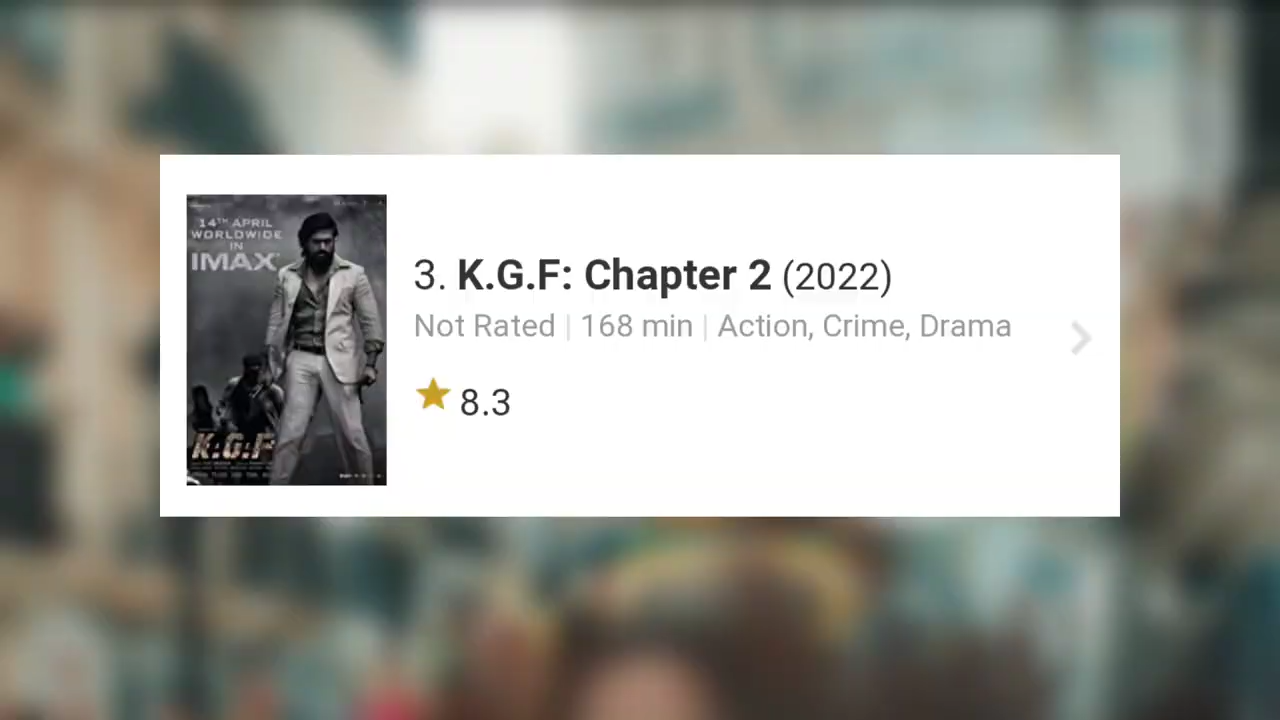 14TH APRIL
WORLDWIDE
IN
IMAX
K.G.F
3. K.G.F: Chapter 2 (2022)
Not Rated | 168 min | Action, Crime, Drama
8.3